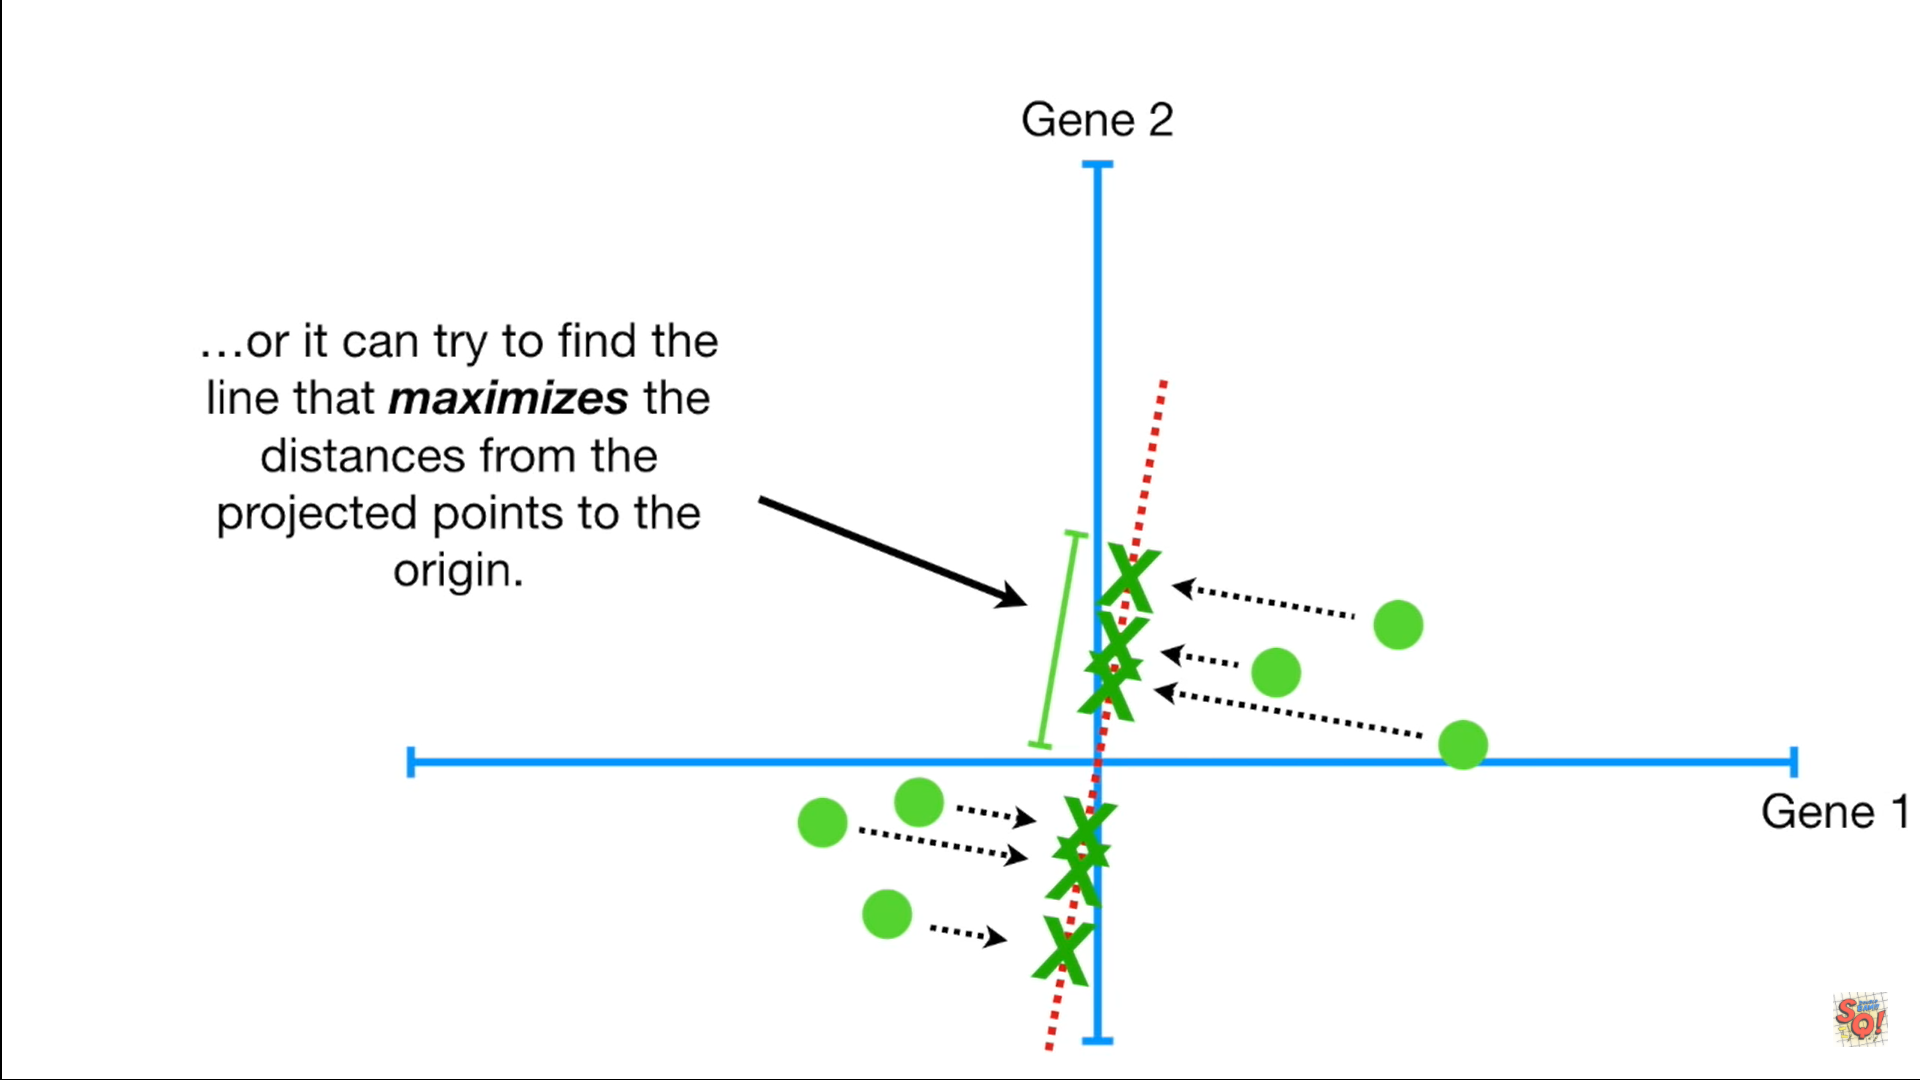 Gene 2
…or it can try to find the
line that maximizes the
distances from the
projected points to the
origin.
Gene 1
SQ!